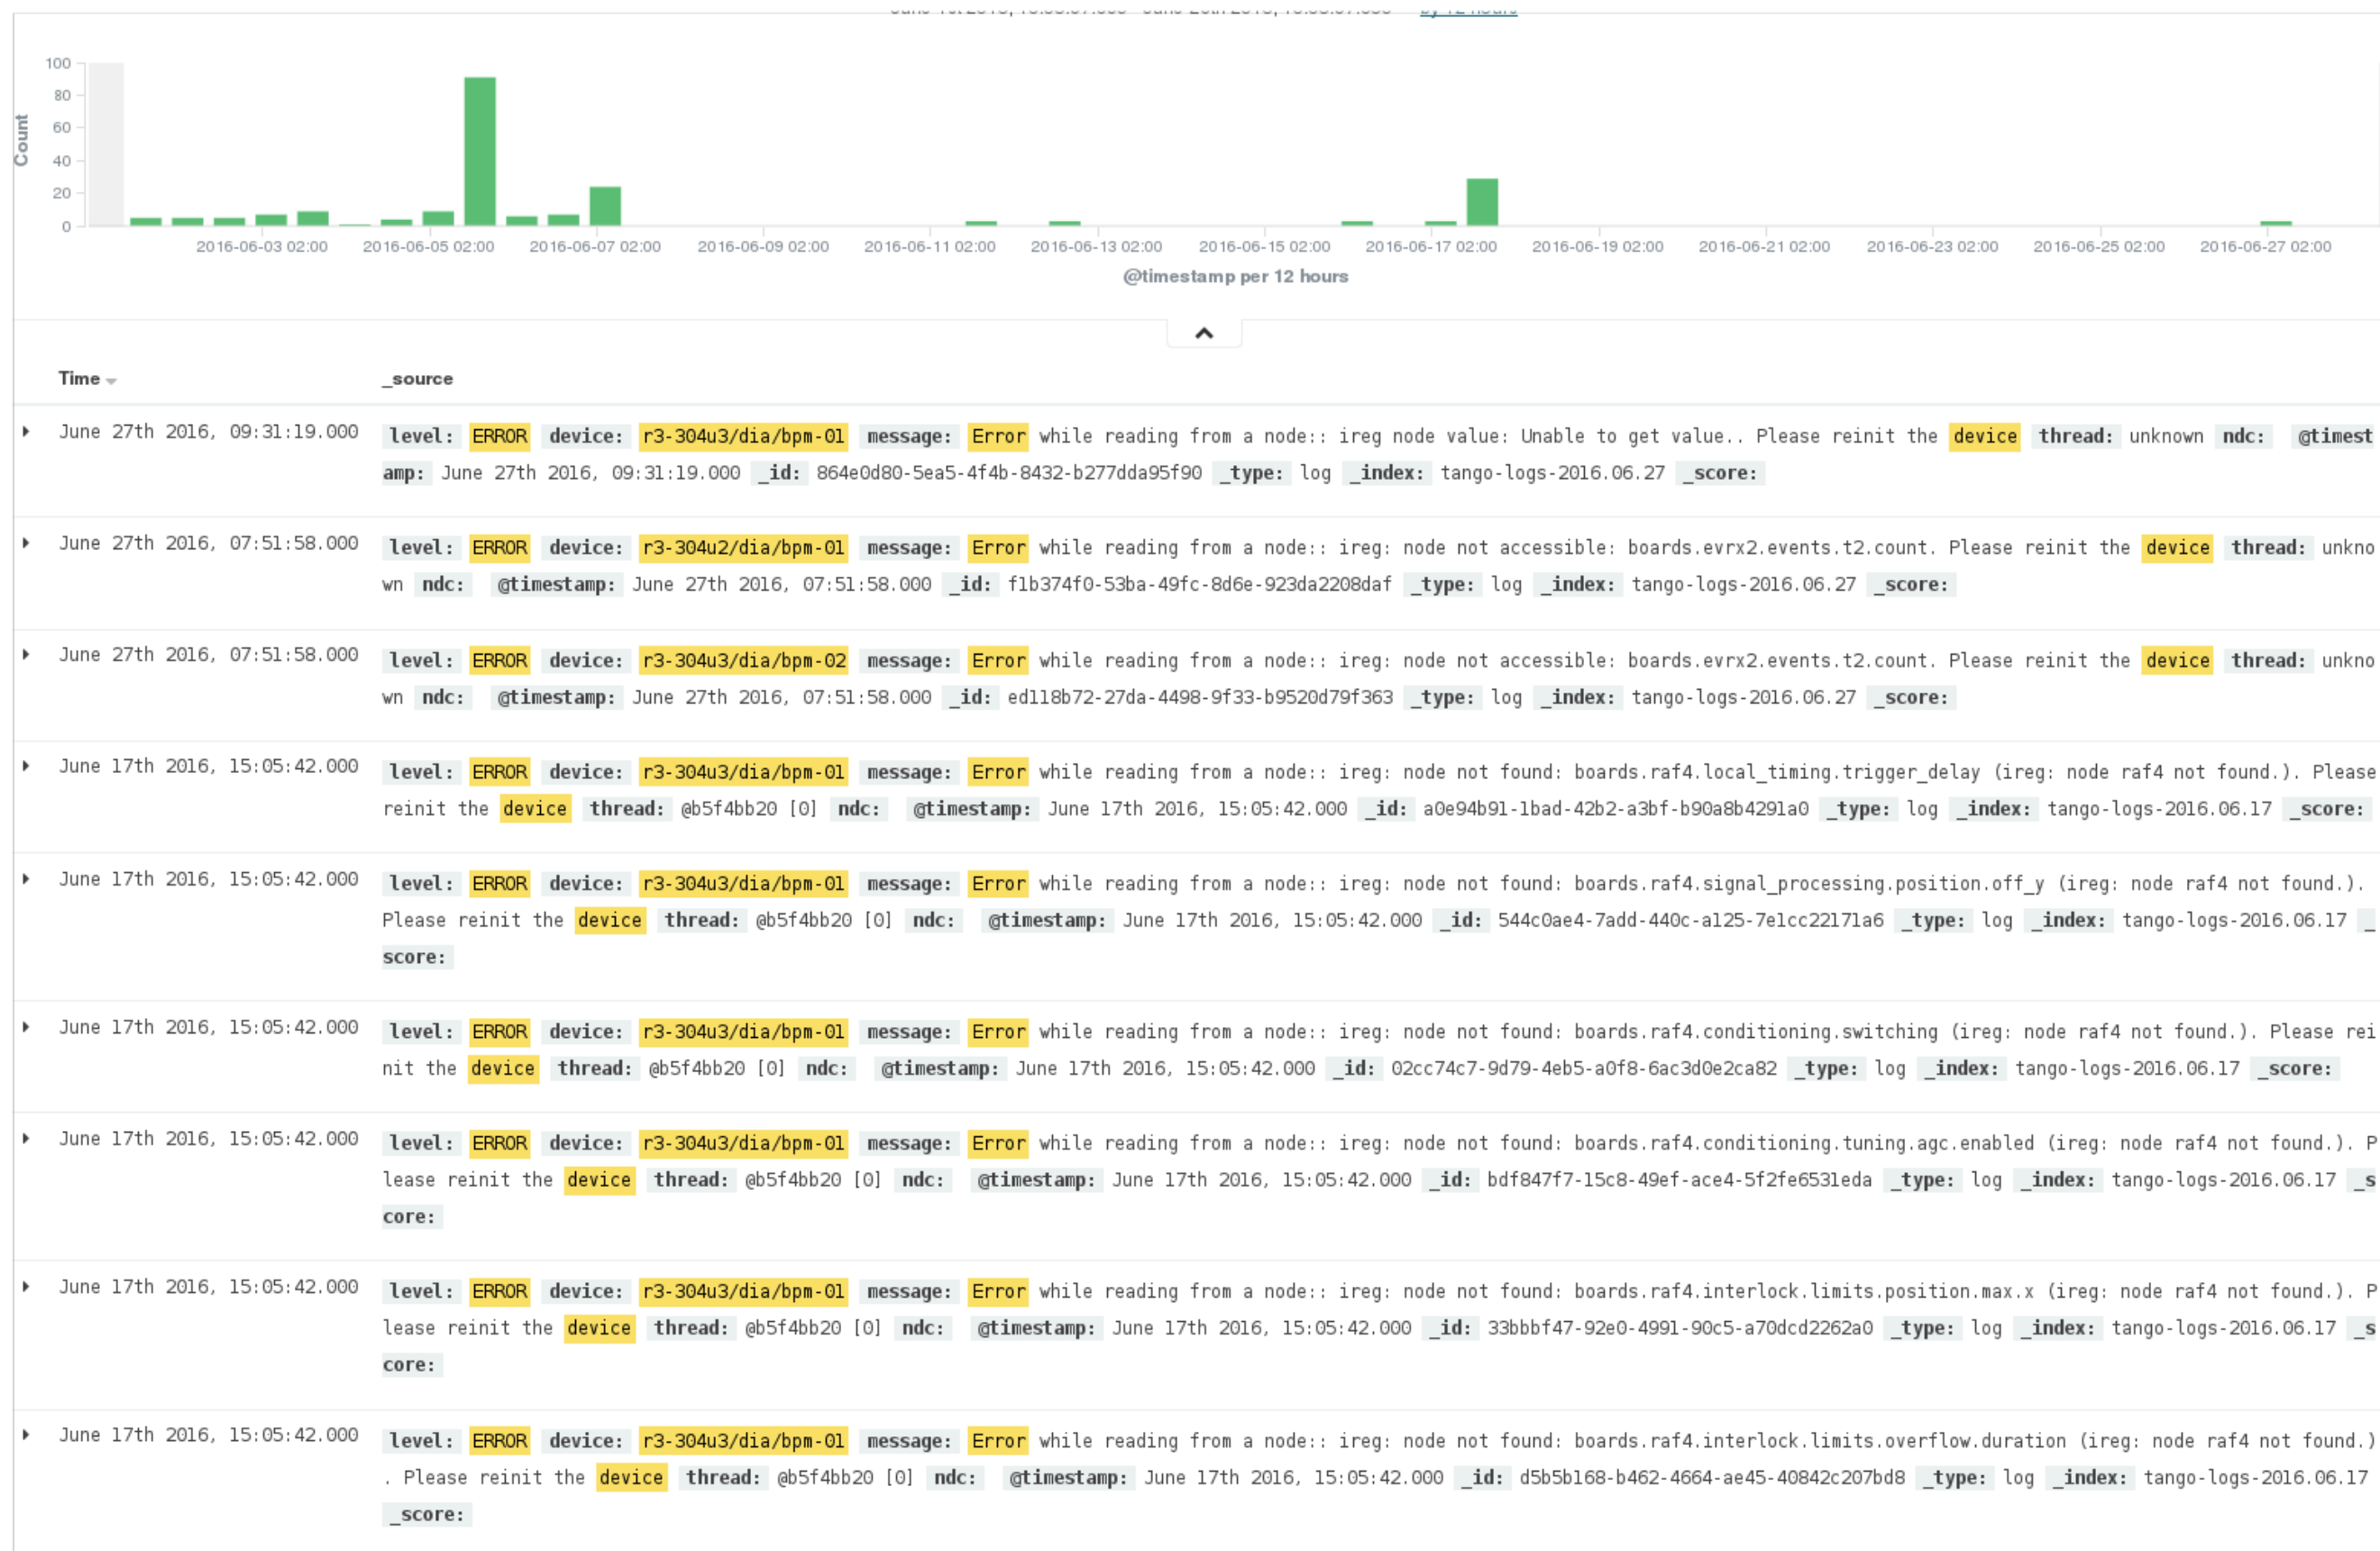 by 12 hours
100
80
60
40
20
0
Count
2016-06-03 02:00 2016-06-05 02:00 2016-06-07 02:00 2016-06-09 02:00 2016-06-11 02:00 2016-06-13 02:00 2016-06-15 02:00 2016-06-17 02:00 2016-06-19 02:00 2016-06-21 02:00 2016-06-23 02:00 2016-06-25 02:00 2016-06-27 02:00
@timestamp per 12 hours
Time _source
June 27th 2016, 09:31:19.000 level: ERROR device: r3-304u3/dia/bpm-01 message: Error while reading from a node:: ireg node value: Unable to get value.. Please reinit the device thread: unknown ndc: @timest
amp: June 27th 2016, 09:31:19.000 _id: 864e0d80-5ea5-4f4b-8432-b277dda95f90 _type: log _index: tango-logs-2016.06.27 _score:
June 27th 2016, 07:51:58.000 level: ERROR device: r3-304u2/dia/bpm-01 message: Error while reading from a node:: ireg: node not accessible: boards.evrx2.events.t2.count. Please reinit the device thread: unkno
wn ndc: @timestamp: June 27th 2016, 07:51:58.000 _id: f1b374f0-53ba-49fc-8d6e-923da2208daf _type: log _index: tango-logs-2016.06.27 _score:
June 27th 2016, 07:51:58.000 level: ERROR device: r3-304u3/dia/bpm-02 message: Error while reading from a node:: ireg: node not accessible: boards.evrx2.events.t2.count. Please reinit the device thread: unkno
wn ndc: @timestamp: June 27th 2016, 07:51:58.000 _id: ed118b72-27da-4498-9f33-b9520d79f363 _type: log _index: tango-logs-2016.06.27 _score:
June 17th 2016, 15:05:42.000 level: ERROR device: r3-304u3/dia/bpm-01 message: Error while reading from a node:: ireg: node not found: boards.raf4.local_timing.trigger_delay (ireg: node raf4 not found.). Please
reinit the device thread: @b5f4bb20 [0] ndc: @timestamp: June 17th 2016, 15:05:42.000 _id: a0e94b91-1bad-42b2-a3bf-b90a8b4291a0 _type: log _index: tango-logs-2016.06.17 _score:
June 17th 2016, 15:05:42.000 level: ERROR device: r3-304u3/dia/bpm-01 message: Error while reading from a node:: ireg: node not found: boards.raf4.signal_processing.position.off_y (ireg: node raf4 not found.).
Please reinit the device thread: @b5f4bb20 [0] ndc: @timestamp: June 17th 2016, 15:05:42.000 _id: 544c0ae4-7add-440c-a125-7e1cc22171a6 _type: log _index: tango-logs-2016.06.17 _
score:
June 17th 2016, 15:05:42.000 level: ERROR device: r3-304u3/dia/bpm-01 message: Error while reading from a node:: ireg: node not found: boards.raf4.conditioning.switching (ireg: node raf4 not found.). Please rei
nit the device thread: @b5f4bb20 [0] ndc: @timestamp: June 17th 2016, 15:05:42.000 _id: 02cc74c7-9d79-4eb5-a0f8-6ac3d0e2ca82 _type: log _index: tango-logs-2016.06.17 _score:
June 17th 2016, 15:05:42.000 level: ERROR device: r3-304u3/dia/bpm-01 message: Error while reading from a node:: ireg: node not found: boards.raf4.conditioning.tuning.agc.enabled (ireg: node raf4 not found.). P
lease reinit the device thread: @b5f4bb20 [0] ndc: @timestamp: June 17th 2016, 15:05:42.000 _id: bdf847f7-15c8-49ef-ace4-5f2fe6531eda _type: log _index: tango-logs-2016.06.17 _s
core:
June 17th 2016, 15:05:42.000 level: ERROR device: r3-304u3/dia/bpm-01 message: Error while reading from a node:: ireg: node not found: boards.raf4.interlock.limits.position.max.x (ireg: node raf4 not found.). P
lease reinit the device thread: @b5f4bb20 [0] ndc: @timestamp: June 17th 2016, 15:05:42.000 _id: 33bbbf47-92e0-4991-90c5-a70dcd2262a0 _type: log _index: tango-logs-2016.06.17 _s
core:
June 17th 2016, 15:05:42.000 level: ERROR device: r3-304u3/dia/bpm-01 message: Error while reading from a node:: ireg: node not found: boards.raf4.interlock.limits.overflow.duration (ireg: node raf4 not found.)
. Please reinit the device thread: @b5f4bb20 [0] ndc: @timestamp: June 17th 2016, 15:05:42.000 _id: d5b5b168-b462-4664-ae45-40842c207bd8 _type: log _index: tango-logs-2016.06.17
_score: